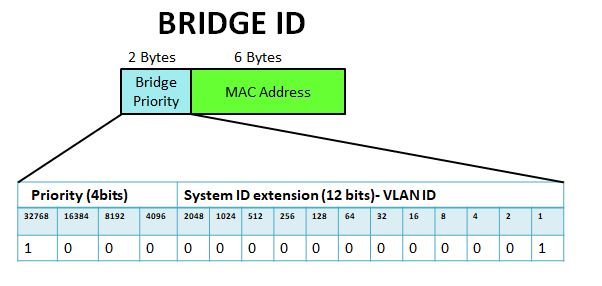 BRIDGE ID
2 Bytes 6 Bytes
Bridge Priority MAC Address
Priority (4bits) System ID extension (12 bits)- VLAN ID
32768 16384 8192 4096 2048 1024 512 256 128 64 32 16 8 4 2 1
1 0 0 0 0 0 0 0 0 0 0 0 0 0 0 1